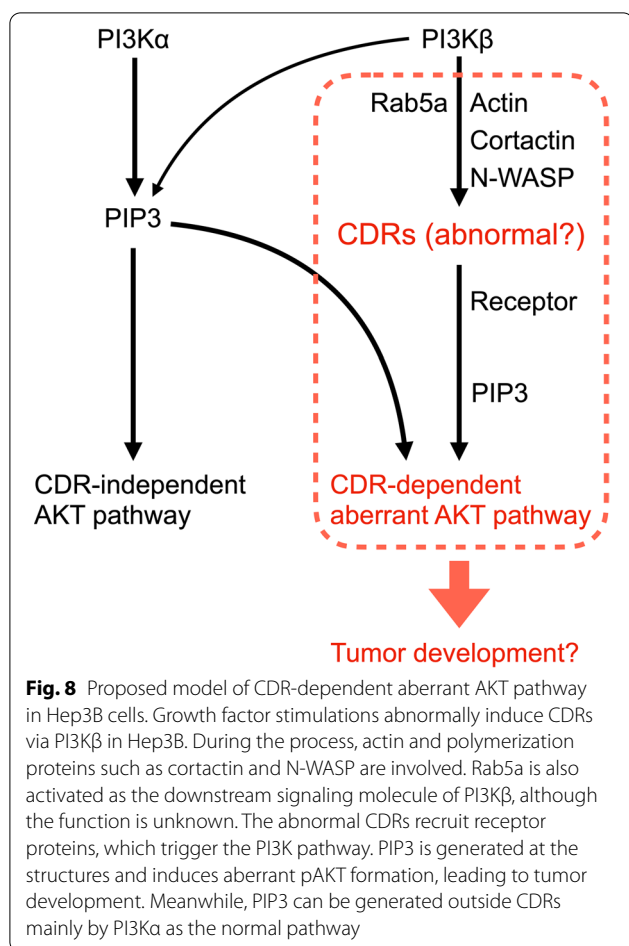 PI3Kα
PI3Kβ
Rab5a
Actin
Cortactin
N-WASP
PIP3
CDRs (abnormal?)
Receptor
PIP3
CDR-independent
AKT pathway
CDR-dependent
aberrant AKT pathway
Tumor development?
Fig. 8 Proposed model of CDR-dependent aberrant AKT pathway
in Hep3B cells. Growth factor stimulations abnormally induce CDRs
via PI3Kβ in Hep3B. During the process, actin and polymerization
proteins such as cortactin and N-WASP are involved. Rab5a is also
activated as the downstream signaling molecule of PI3Kβ, although
the function is unknown. The abnormal CDRs recruit receptor
proteins, which trigger the PI3K pathway. PIP3 is generated at the
structures and induces aberrant pAKT formation, leading to tumor
development. Meanwhile, PIP3 can be generated outside CDRs
mainly by PI3Kα as the normal pathway